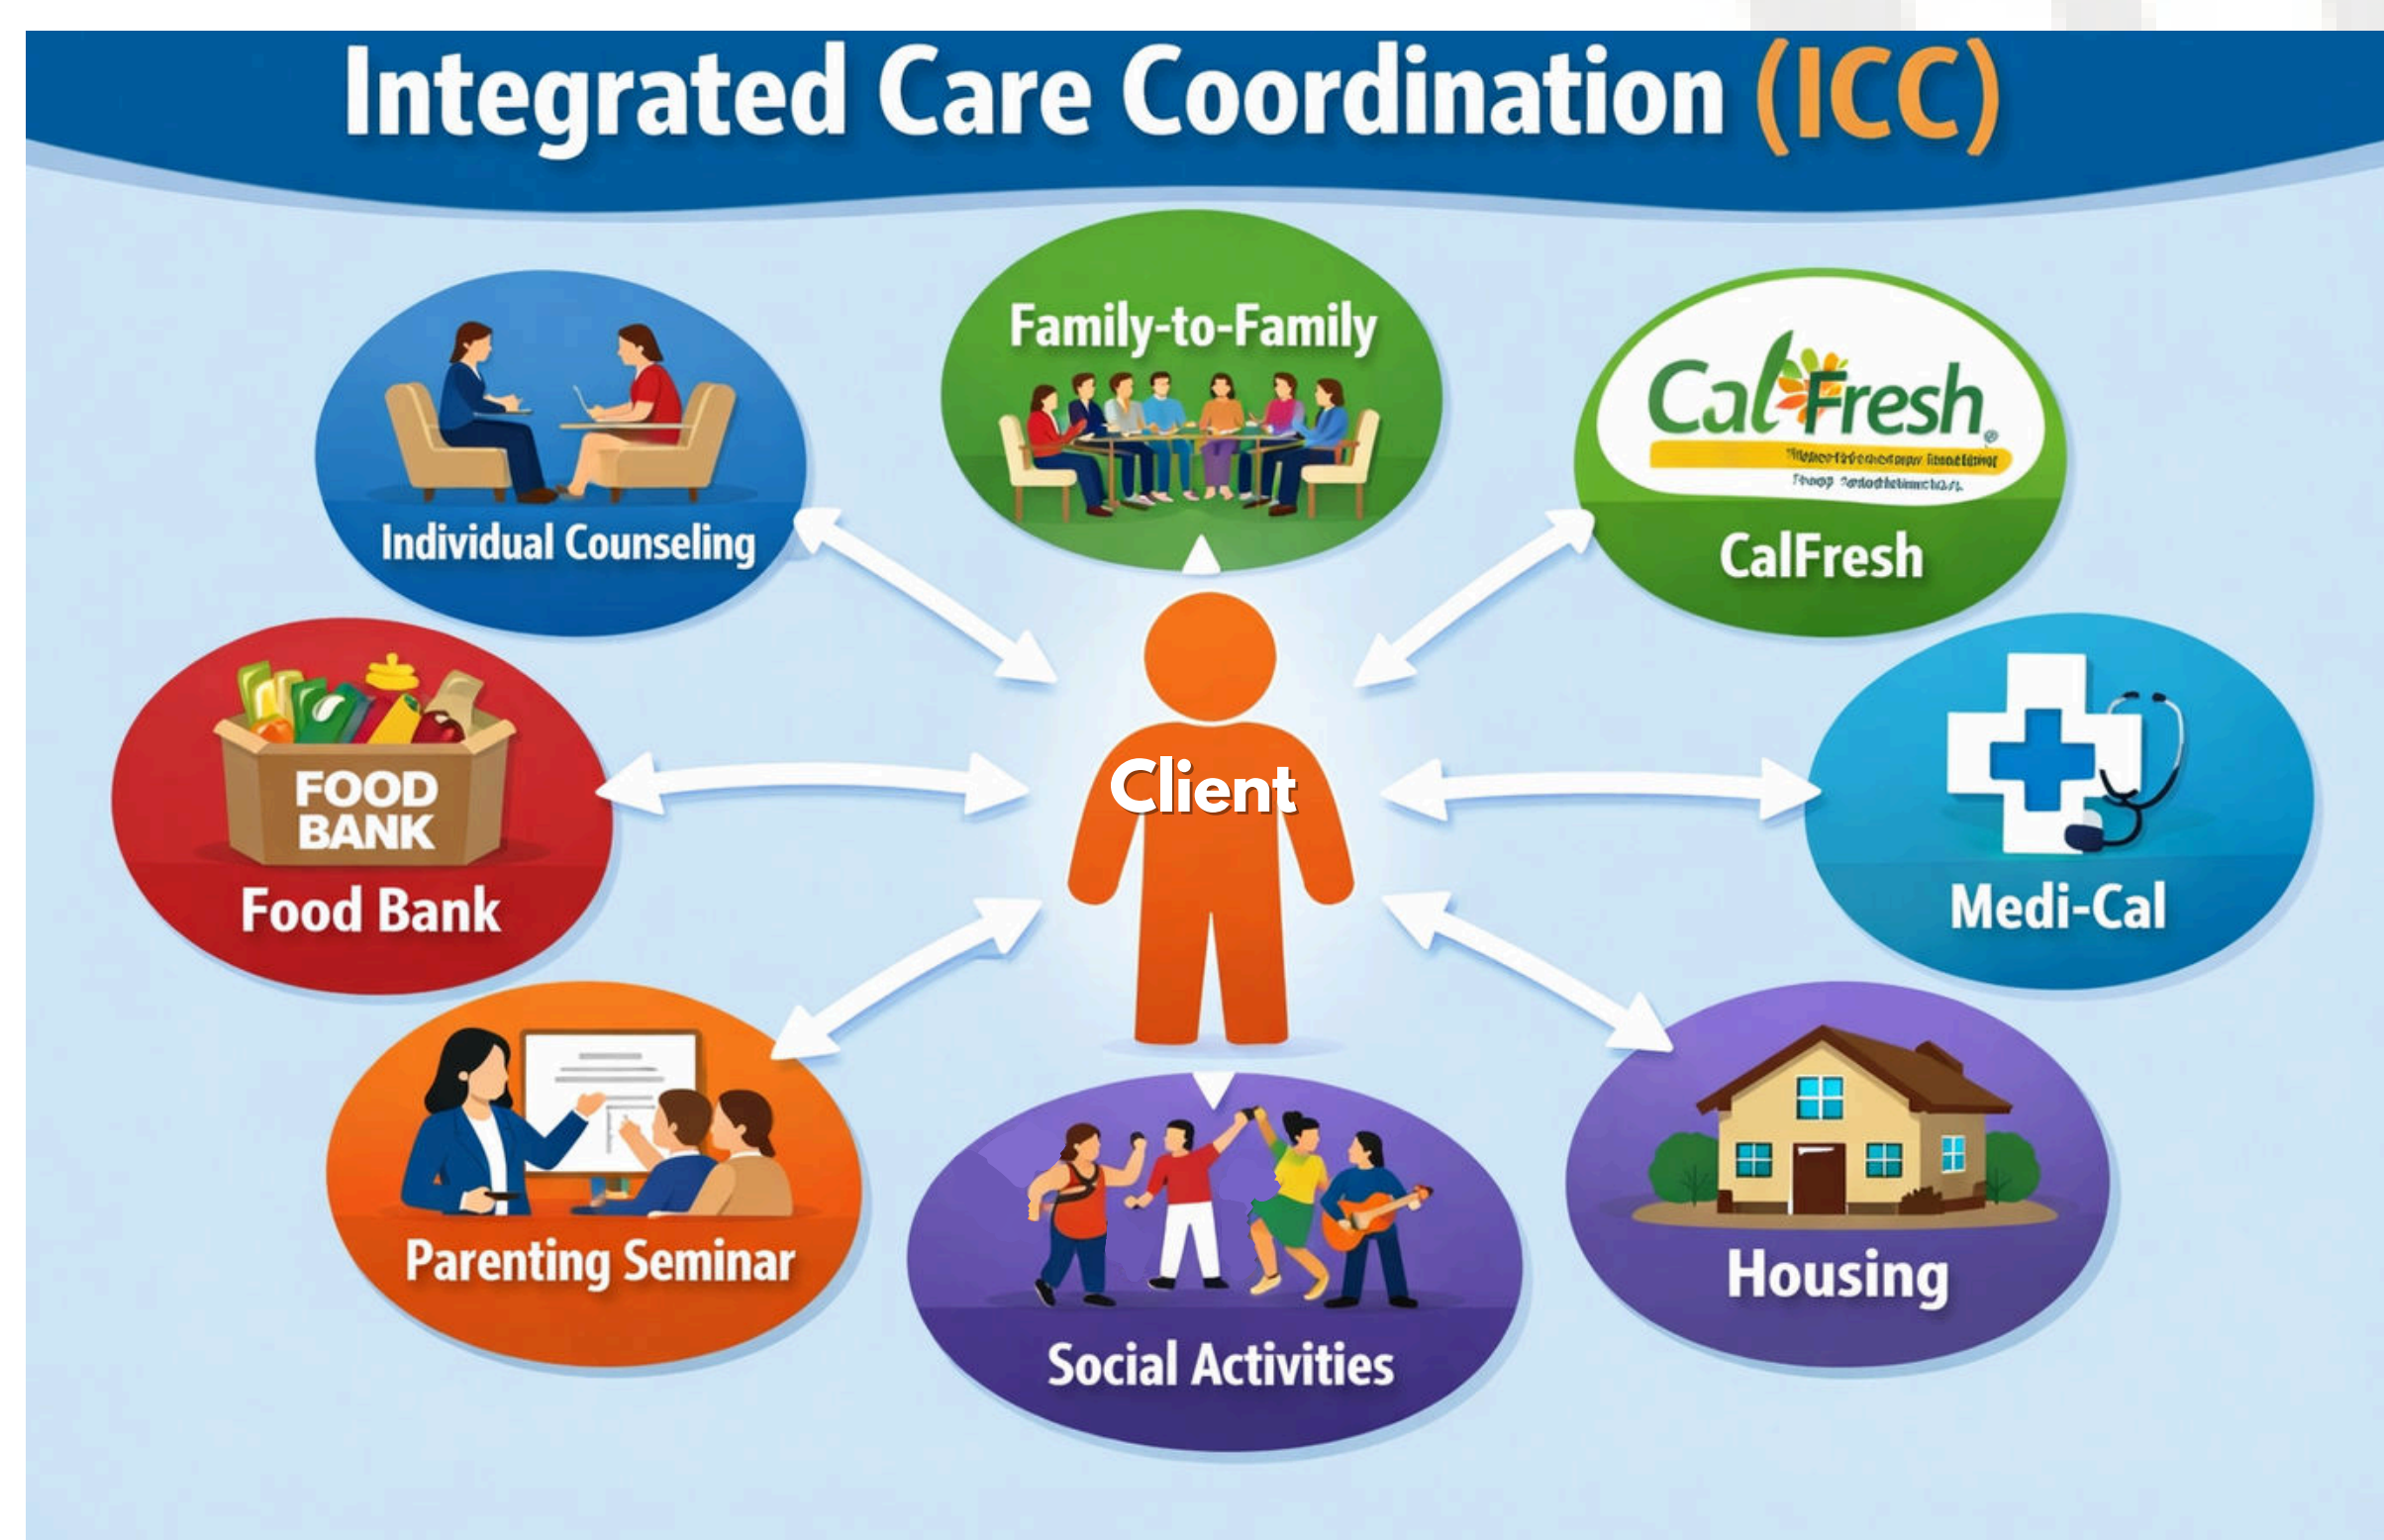 Integrated Care Coordination (ICC)
Family-to-Family
CalFresh®
Individual Counseling
CalFresh
Client
FOOD
BANK
Food Bank
Medi-Cal
Parenting Seminar
Housing
Social Activities